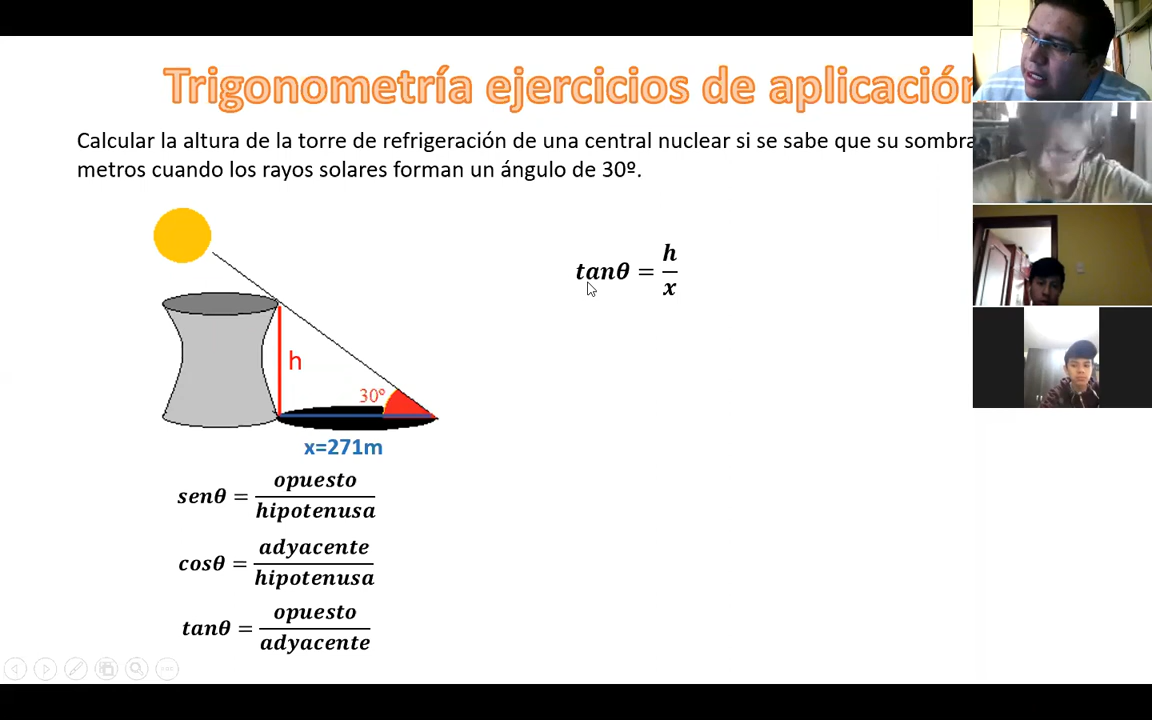 Trigonometría ejercicios de aplicación
Calcular la altura de la torre de refrigeración de una central nuclear si se sabe que su sombra
metros cuando los rayos solares forman un ángulo de 30º.
tanθ = h/x
h
30°
x=271m
senθ = opuesto/hipotenusa
cosθ = adyacente/hipotenusa
tanθ = opuesto/adyacente